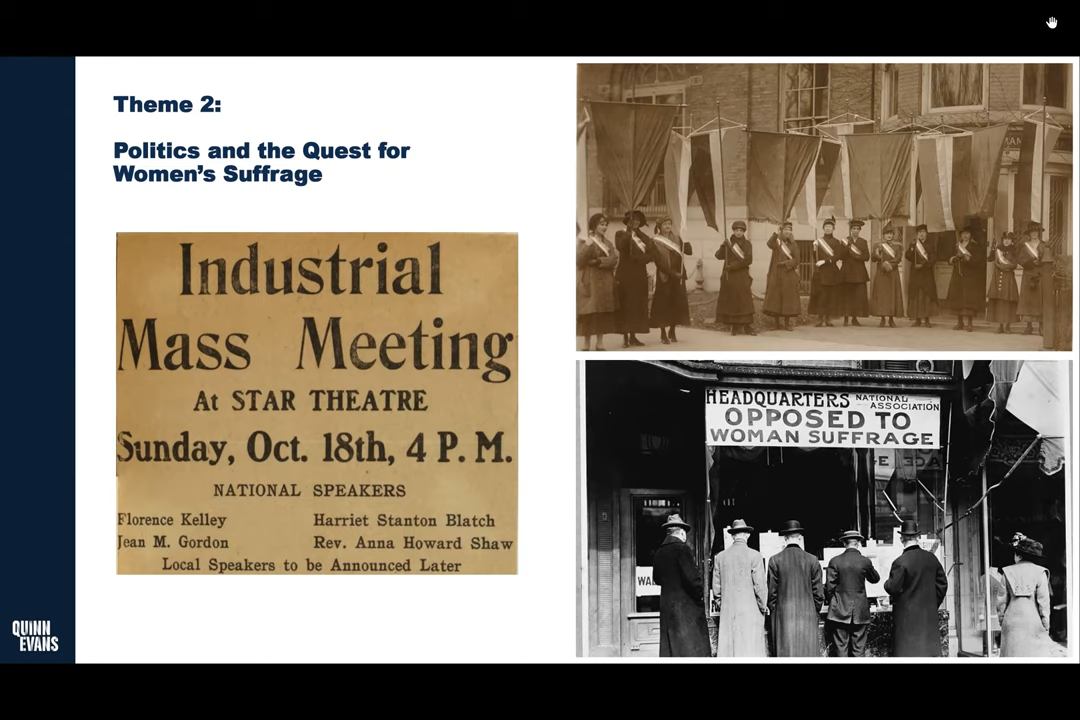 Theme 2:
Politics and the Quest for
Women's Suffrage
Industrial
Mass Meeting
At STAR THEATRE
Sunday, Oct. 18th, 4 P. M.
NATIONAL SPEAKERS
Florence Kelley
Harriet Stanton Blatch
Jean M. Gordon
Rev. Anna Howard Shaw
Local Speakers to be Announced Later
HEADQUARTERS NATIONAL
ASSOCIATION
OPPOSED TO
WOMAN SUFFRAGE
QUINN
EVANS